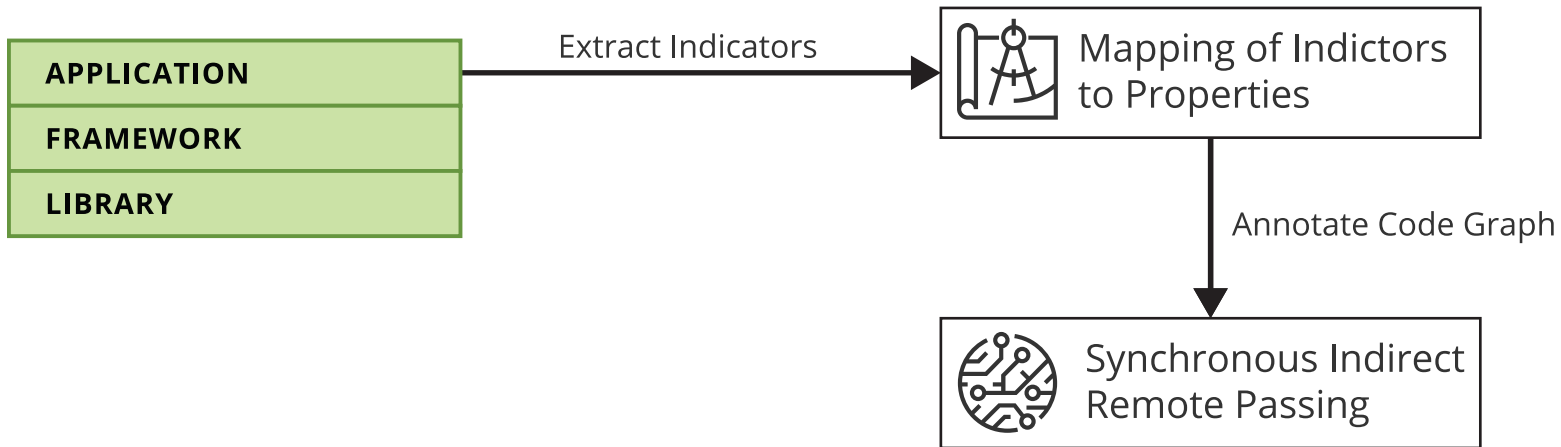 APPLICATION
FRAMEWORK
LIBRARY
Extract Indicators
Mapping of Indictors
to Properties
Annotate Code Graph
Synchronous Indirect
Remote Passing